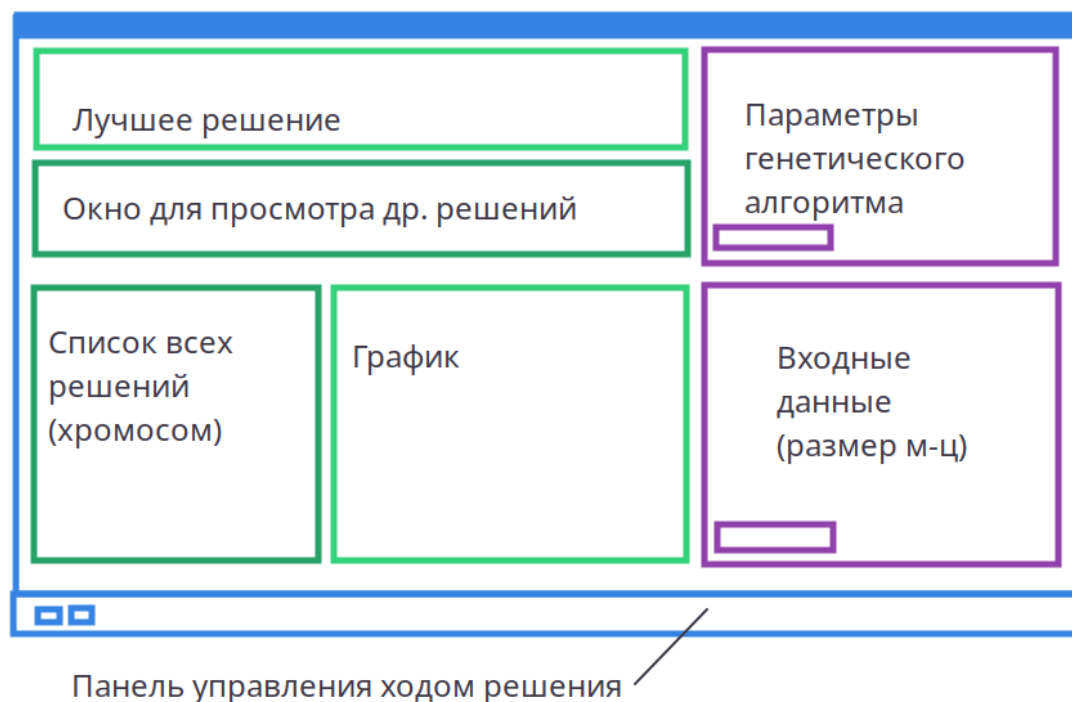 Лучшее решение
Окно для просмотра др. решений
Список всех
решений
(хромосом)
График
Параметры
генетического
алгоритма
Входные
данные
(размер м-ц)
Панель управления ходом решения